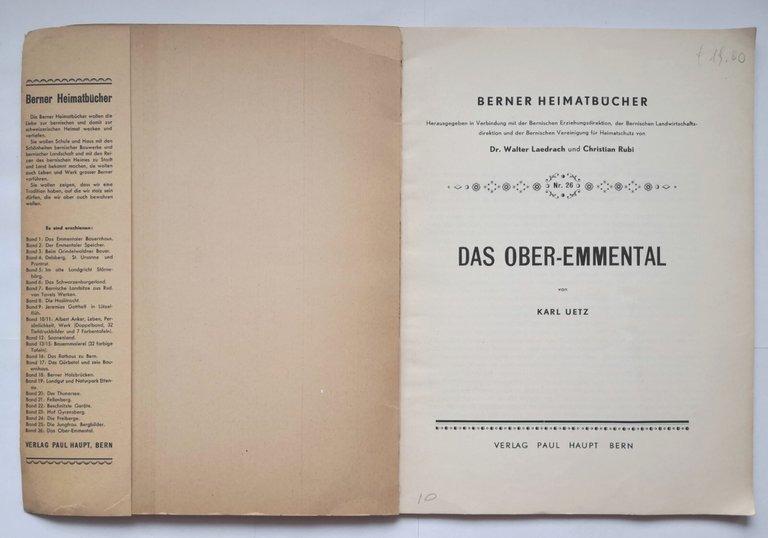 Berner Heimatbücher
Die Berner Heimatbücher wollen die
Liebe zur bernischen und damit zur
schweizerischen Heimat wecken und
vertiefen.
Sie wollen Schule und Haus mit den
Schönheiten bernischer Bauwerke und
bernischer Landschaft und mit den Rei-
zen des bernischen Heimes zu Stadt
und Land bekannt machen, sie wollen
auch Leben und Werk grosser Berner
vorführen.
Sie wollen zeigen, dass wir eine
Tradition haben, auf die wir stolz sein
dürfen, die wir aber auch bewahren
wollen.
Es sind erschienen:
Band 1: Das Emmentaler Bauernhaus.
Band 2: Der Emmentaler Speicher.
Band 3: Beim Grindelwaldner Bauer.
Band 4: Delsberg, St. Ursanne und
Pruntrut.
Band 5: Im alte Landgricht Stärne-
bärg.
Band 6: Das Schwarzenburgerland.
Band 7: Bernische Landsitze aus Rud.
von Tavels Werken.
Band 8: Die Haslitracht.
Band 9: Jeremias Gotthelf in Lützel-
flüh.
Band 10/11: Albert Anker; Leben, Per-
sönlichkeit, Werk (Doppelband, 32
Tiefdruckbilder und 7 Farbentafeln).
Band 12: Saanenland.
Band 13/15: Bauernmalerei (32 farbige
Tafeln).
Band 16: Das Rathaus zu Bern.
Band 17: Das Gürbetal und sein Bau-
ernhaus.
Band 18: Berner Holzbrücken.
Band 19: Landgut und Naturpark Elfen-
au.
Band 20: Der Thunersee.
Band 21: Fellenberg.
Band 22: Beschnitzte Geräte.
Band 23: Hof Gyrensberg.
Band 24: Die Freiberge.
Band 25: Die Jungfrau. Bergbilder.
Band 26: Das Ober-Emmental.
VERLAG PAUL HAUPT, BERN
BERNER HEIMATBÜCHER
Herausgegeben in Verbindung mit der Bernischen Erziehungsdirektion, der Bernischen Landwirtschafts-
direktion und der Bernischen Vereinigung für Heimatschutz von
Dr. Walter Laedrach und Christian Rubi
Nr. 26
DAS OBER-EMMENTAL
von
KARL UETZ
VERLAG PAUL HAUPT BERN
10